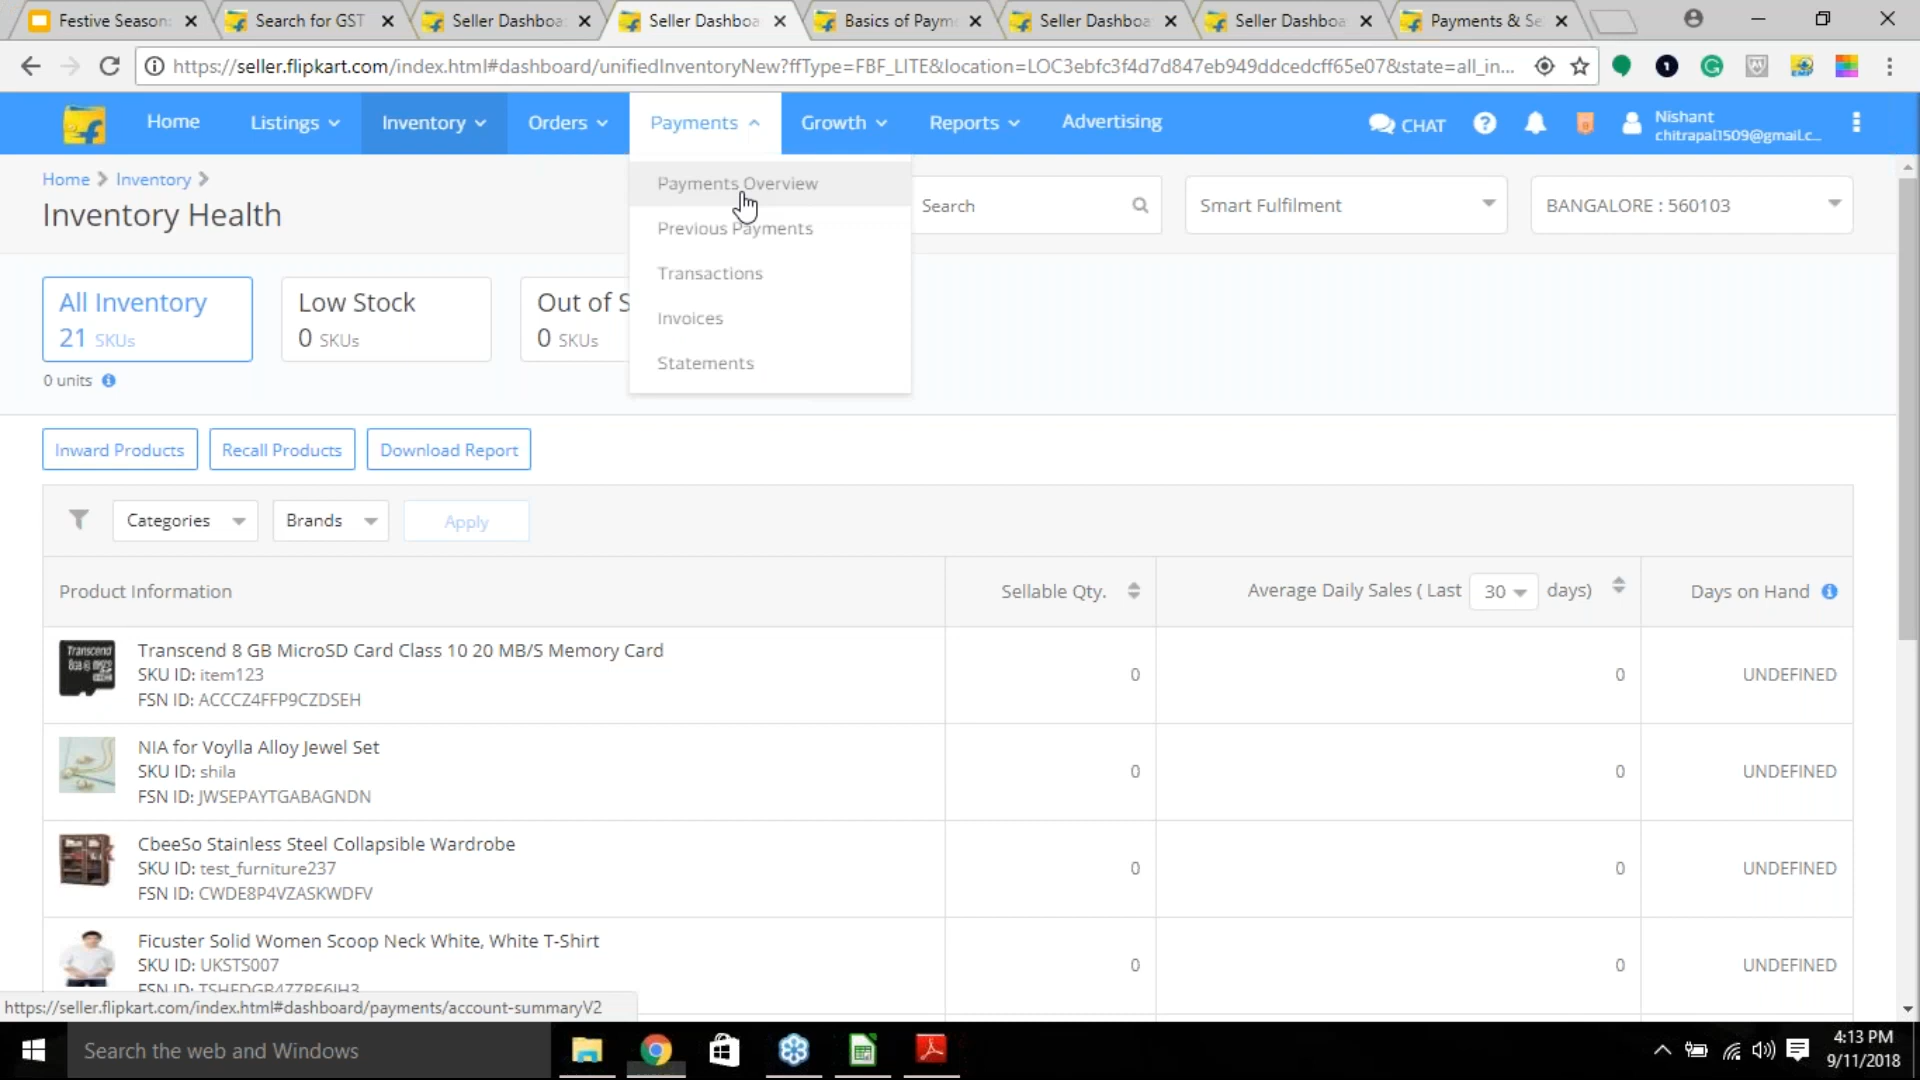 Festive Season
Search for GST
Seller Dashboa
Seller Dashboa
Basics of Paym
Seller Dashboa
Seller Dashboa
Payments & Se
https://seller.flipkart.com/index.html#dashboard/unifiedInventoryNew?ffType=FBF_LITE&location=LOC3ebfc3f4d7d847eb949ddcedcff65e07&state=all_in...
Home
Listings
Inventory
Orders
Payments
Growth
Reports
Advertising
CHAT
Nishant
chitrapal1509@gmail.c...
Payments Overview
Previous Payments
Transactions
Invoices
Statements
Home > Inventory >
Inventory Health
Search
Smart Fulfilment
BANGALORE : 560103
All Inventory
21 SKUs
Low Stock
0 SKUs
Out of S
0 SKUs
0 units
Inward Products
Recall Products
Download Report
Categories
Brands
Apply
Product Information
Sellable Qty.
Average Daily Sales ( Last 30 days)
Days on Hand
Transcend 8 GB MicroSD Card Class 10 20 MB/S Memory Card
SKU ID: item123
FSN ID: ACCCZ4FFP9CZDSEH
0
0
UNDEFINED
NIA for Voylla Alloy Jewel Set
SKU ID: shila
FSN ID: JWSEPAYTGABAGNDN
0
0
UNDEFINED
CbeeSo Stainless Steel Collapsible Wardrobe
SKU ID: test_furniture237
FSN ID: CWDE8P4VZASKWDFV
0
0
UNDEFINED
Ficuster Solid Women Scoop Neck White, White T-Shirt
SKU ID: UKSTS007
FSN ID:
0
0
UNDEFINED
https://seller.flipkart.com/index.html#dashboard/payments/account-summaryV2
Search the web and Windows
4:13 PM
9/11/2018